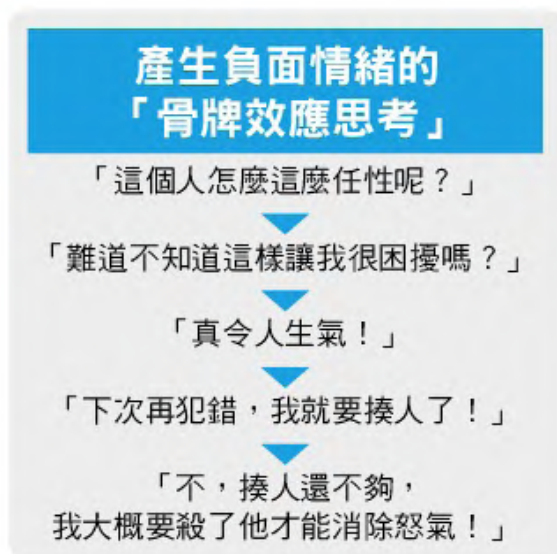 產生負面情緒的
「骨牌效應思考」
「這個人怎麼這麼任性呢？」
「難道不知道這樣讓我很困擾嗎？」
「真令人生氣！」
「下次再犯錯，我就要揍人了！」
「不，揍人還不夠，
我大概要殺了他才能消除怒氣！」